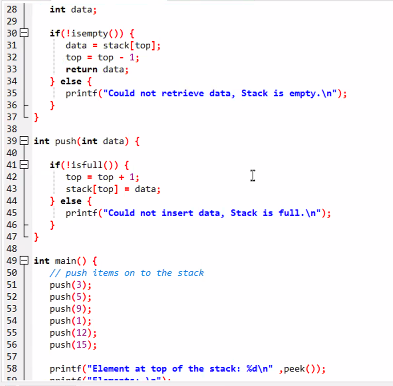 28 int data;
29
30 if(!isempty()) {
31 data = stack[top];
32 top = top - 1;
33 return data;
34 } else {
35 printf("Could not retrieve data, Stack is empty.\n");
36 }
37 }
38
39 int push(int data) {
40
41 if(!isfull()) {
42 top = top + 1;
43 stack[top] = data;
44 } else {
45 printf("Could not insert data, Stack is full.\n");
46 }
47 }
48
49 int main() {
50 // push items on to the stack
51 push(3);
52 push(5);
53 push(9);
54 push(1);
55 push(12);
56 push(15);
57
58 printf("Element at top of the stack: %d\n" ,peek());